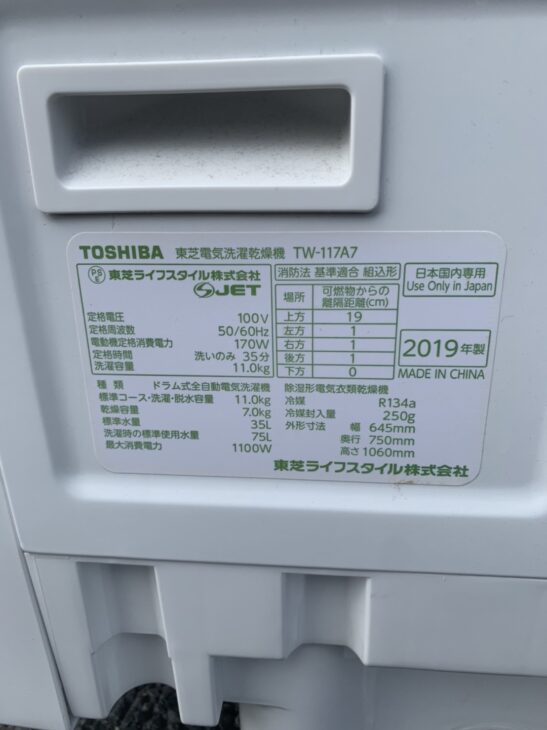 TOSHIBA 東芝電気洗濯乾燥機 TW-117A7
PS E 東芝ライフスタイル株式会社
JET
定格電圧 100V
定格周波数 50/60Hz
電動機定格消費電力 170W
定格時間 洗いのみ 35分
定格容量 11.0kg
消防法 基準適合 組込形
場所 可燃物からの離隔距離(cm)
上方 19
左方 1
右方 1
後方 1
下方 0
日本国内専用
Use Only in Japan
2019年製
MADE IN CHINA
種類 ドラム式全自動電気洗濯機
標準コース・洗濯・脱水容量 11.0kg
乾燥容量 7.0kg
標準水量 35L
洗濯時の標準使用水量 75L
最大消費電力 1100W
除湿形電気衣類乾燥機
冷媒 R134a
冷媒封入量 250g
外形寸法 幅 645mm
奥行 750mm
高さ 1060mm
東芝ライフスタイル株式会社